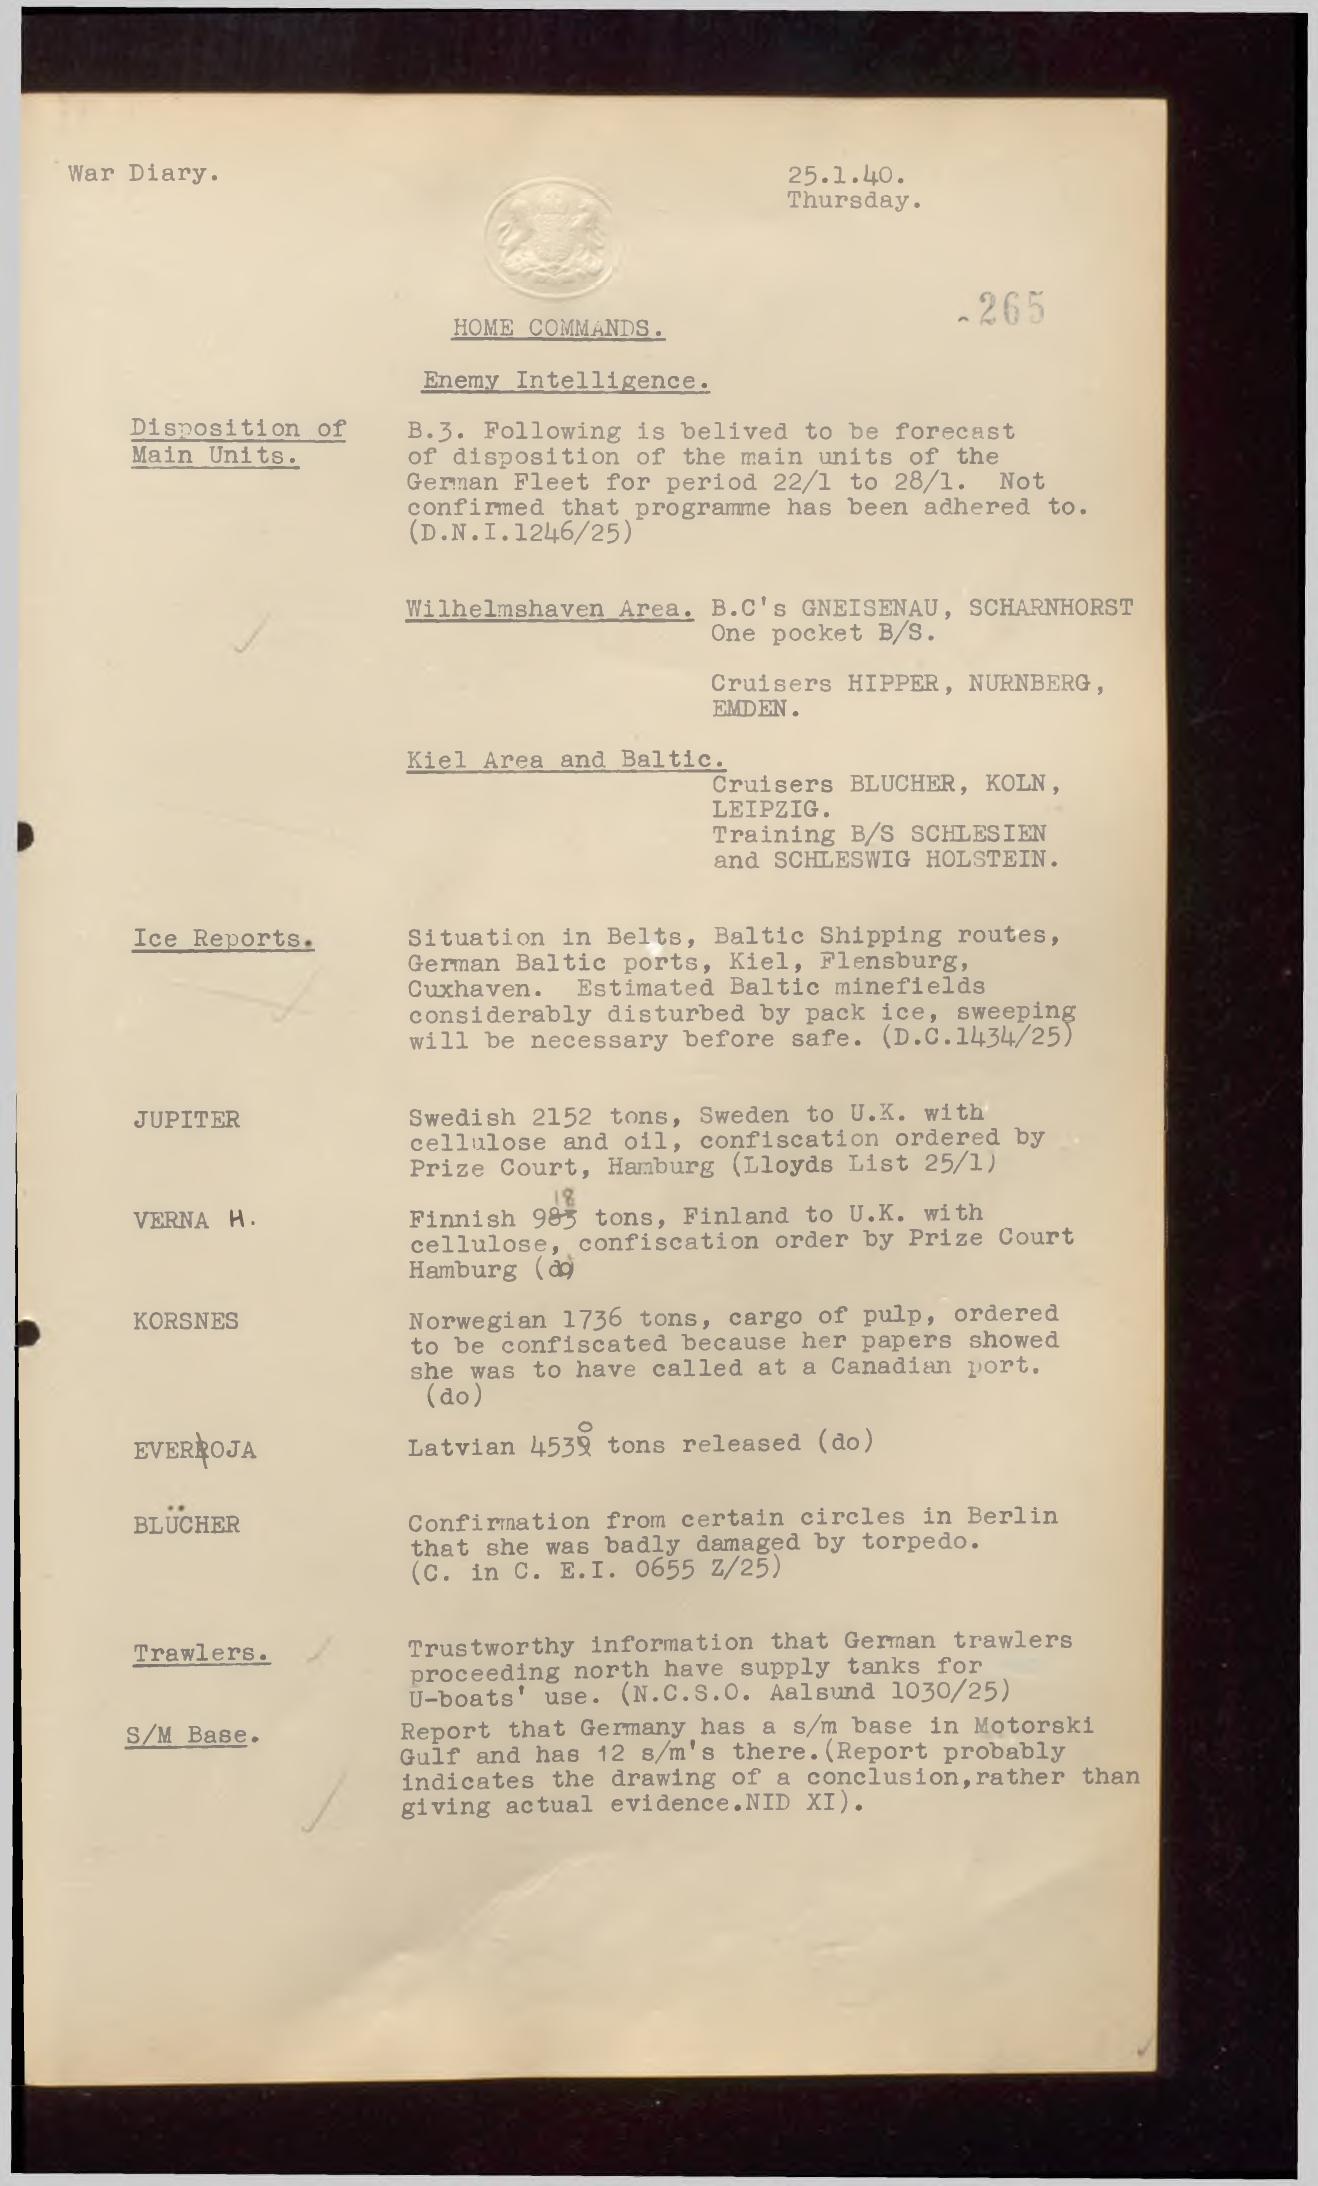 War Diary.
25.1.40.
Thursday.
265
HOME COMMANDS.
Enemy Intelligence.
Disposition of
Main Units.
B.3. Following is belived to be forecast
of disposition of the main units of the
German Fleet for period 22/1 to 28/1. Not
confirmed that programme has been adhered to.
(D.N.I.1246/25)
Wilhelmshaven Area. B.C's GNEISENAU, SCHARNHORST
One pocket B/S.
Cruisers HIPPER, NURNBERG,
EMDEN.
Kiel Area and Baltic.
Cruisers BLUCHER, KOLN,
LEIPZIG.
Training B/S SCHLESIEN
and SCHLESWIG HOLSTEIN.
Ice Reports.
Situation in Belts, Baltic Shipping routes,
German Baltic ports, Kiel, Flensburg,
Cuxhaven. Estimated Baltic minefields
considerably disturbed by pack ice, sweeping
will be necessary before safe. (D.C.1434/25)
JUPITER
Swedish 2152 tons, Sweden to U.K. with
cellulose and oil, confiscation ordered by
Prize Court, Hamburg (Lloyds List 25/1)
18
VERNA H.
Finnish 983 tons, Finland to U.K. with
cellulose, confiscation order by Prize Court
Hamburg (do)
KORSNES
Norwegian 1736 tons, cargo of pulp, ordered
to be confiscated because her papers showed
she was to have called at a Canadian port.
(do)
0
EVERROJA
Latvian 4539 tons released (do)
BLÜCHER
Confirmation from certain circles in Berlin
that she was badly damaged by torpedo.
(C. in C. E.I. 0655 Z/25)
Trawlers.
Trustworthy information that German trawlers
proceeding north have supply tanks for
U-boats' use. (N.C.S.O. Aalsund 1030/25)
S/M Base.
Report that Germany has a s/m base in Motorski
Gulf and has 12 s/m's there.(Report probably
indicates the drawing of a conclusion,rather than
giving actual evidence.NID XI).